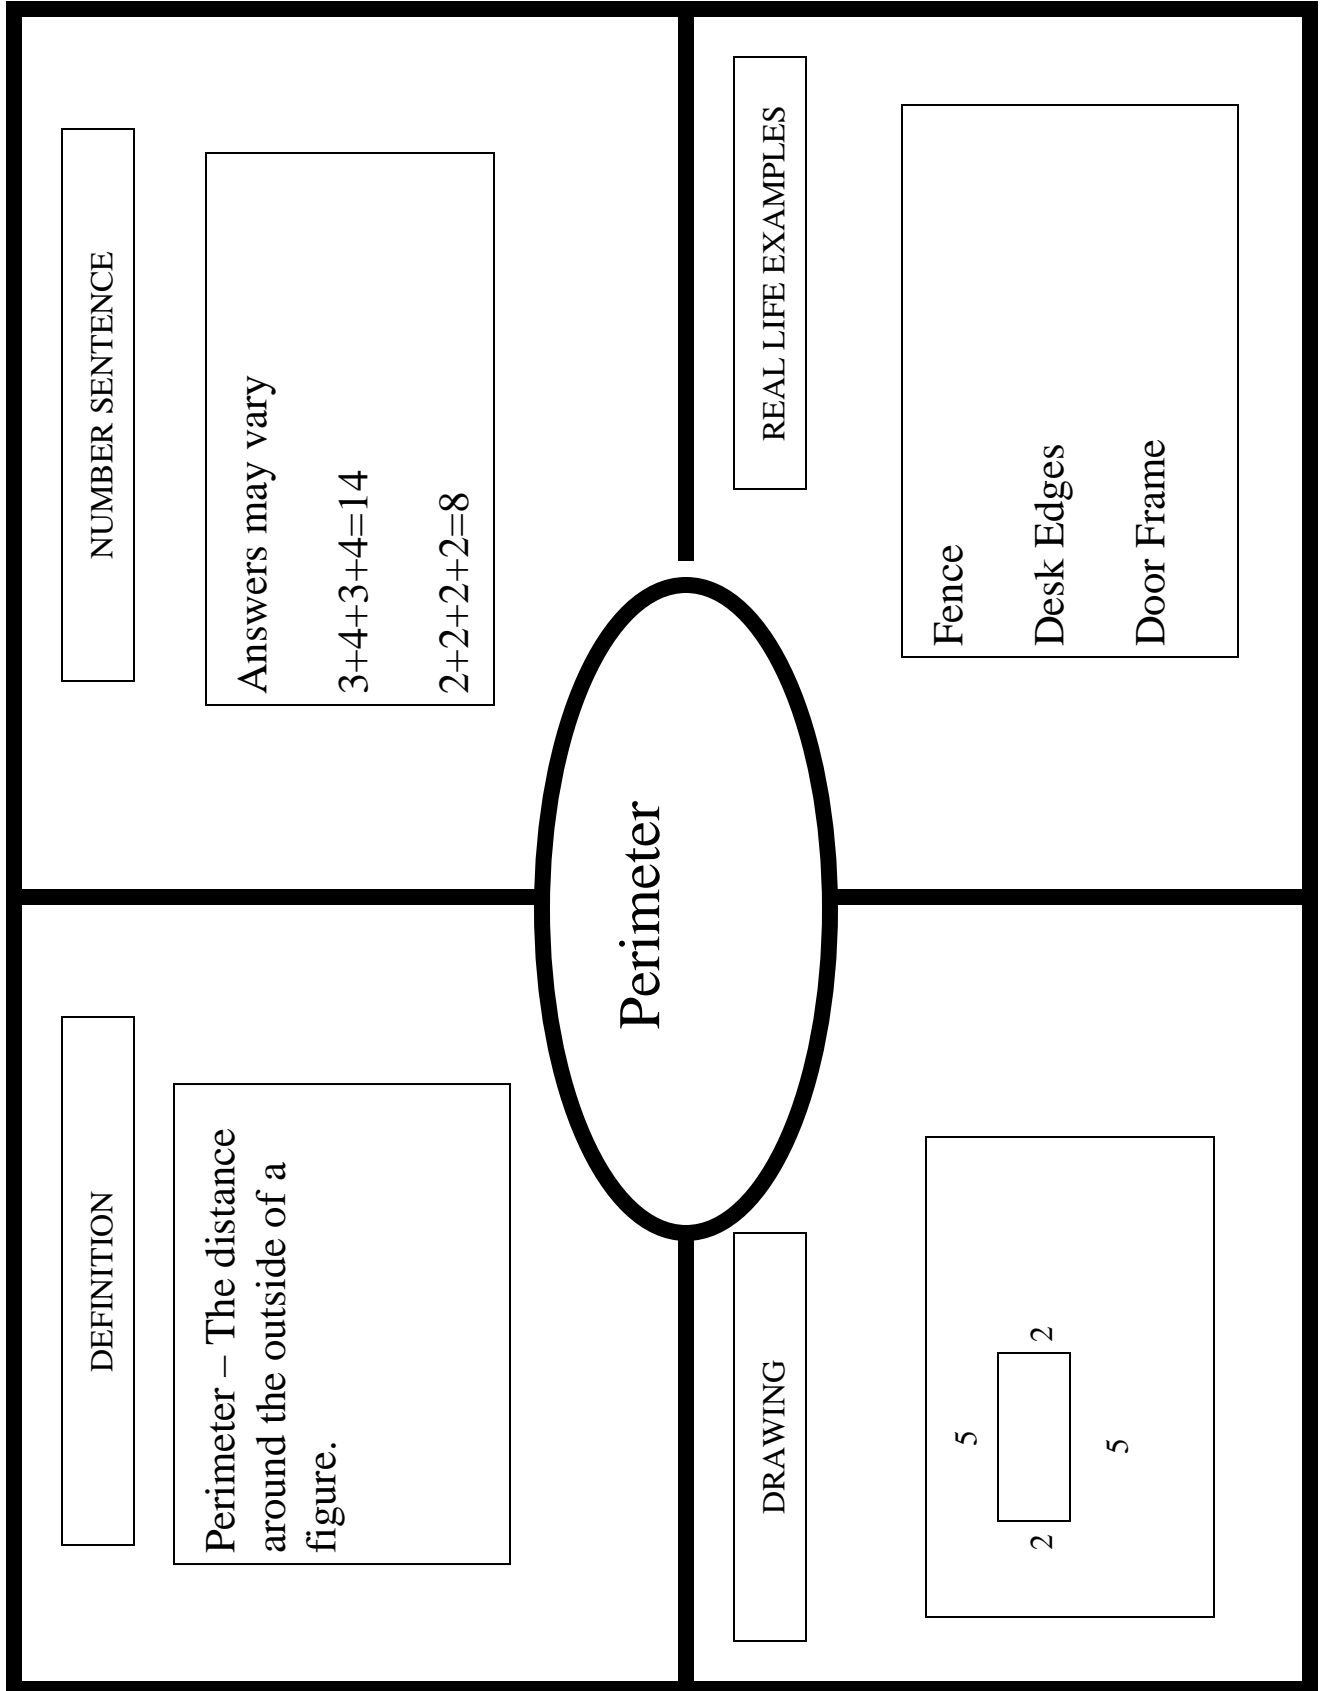 DEFINITION
Perimeter – The distance
around the outside of a
figure.
NUMBER SENTENCE
Answers may vary
3+4+3+4=14
2+2+2+2=8
Perimeter
DRAWING
5
2
2
5
REAL LIFE EXAMPLES
Fence
Desk Edges
Door Frame